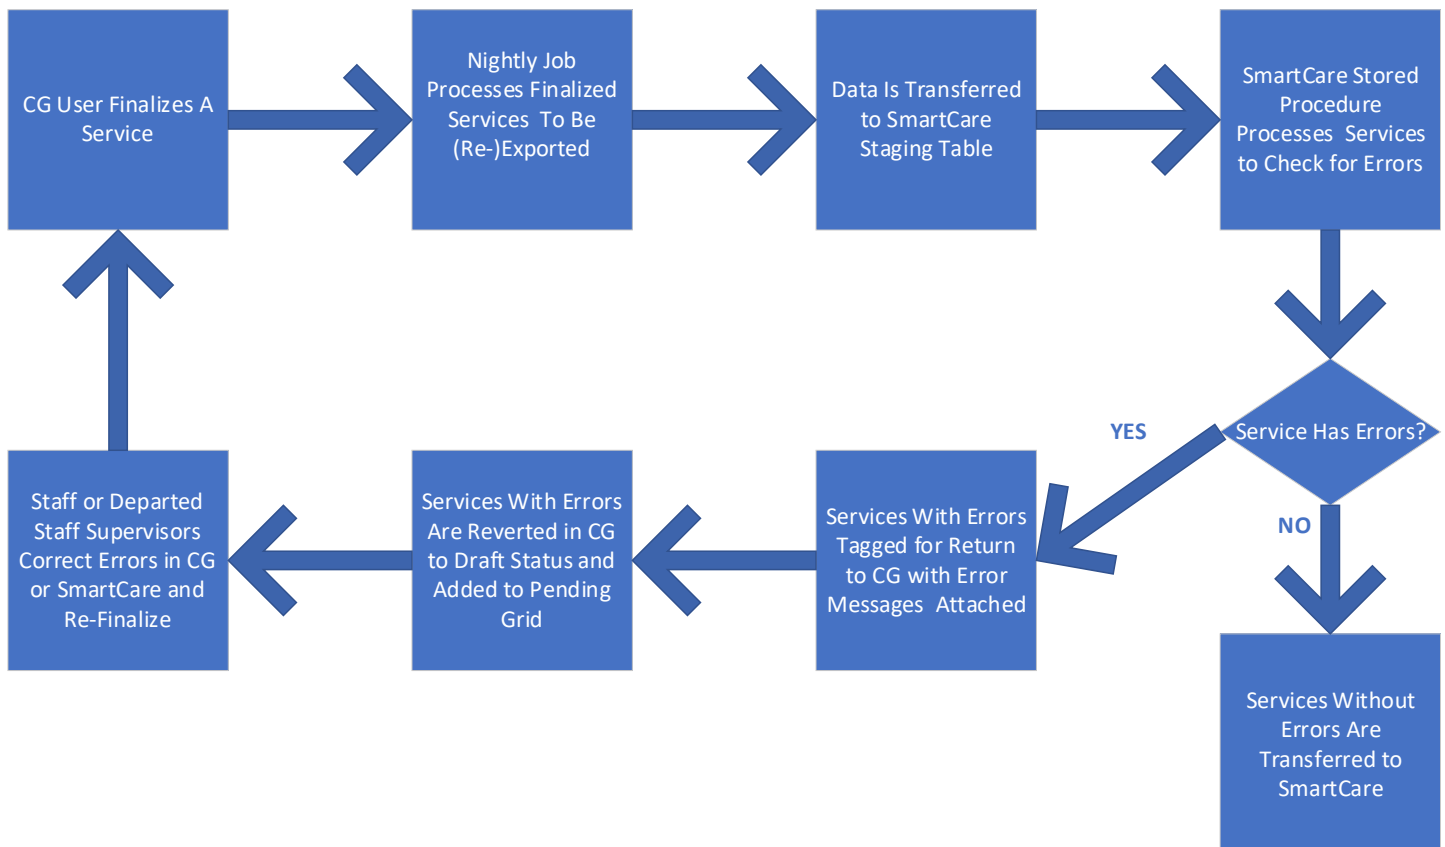 CG User Finalizes A
Service
Nightly Job
Processes Finalized
Services To Be
(Re-)Exported
Data Is Transferred
to SmartCare
Staging Table
SmartCare Stored
Procedure
Processes Services
to Check for Errors
Service Has Errors?
YES
NO
Services With Errors
Tagged for Return
to CG with Error
Messages Attached
Services With Errors
Are Reverted in CG
to Draft Status and
Added to Pending
Grid
Staff or Departed
Staff Supervisors
Correct Errors in CG
or SmartCare and
Re-Finalize
Services Without
Errors Are
Transferred to
SmartCare